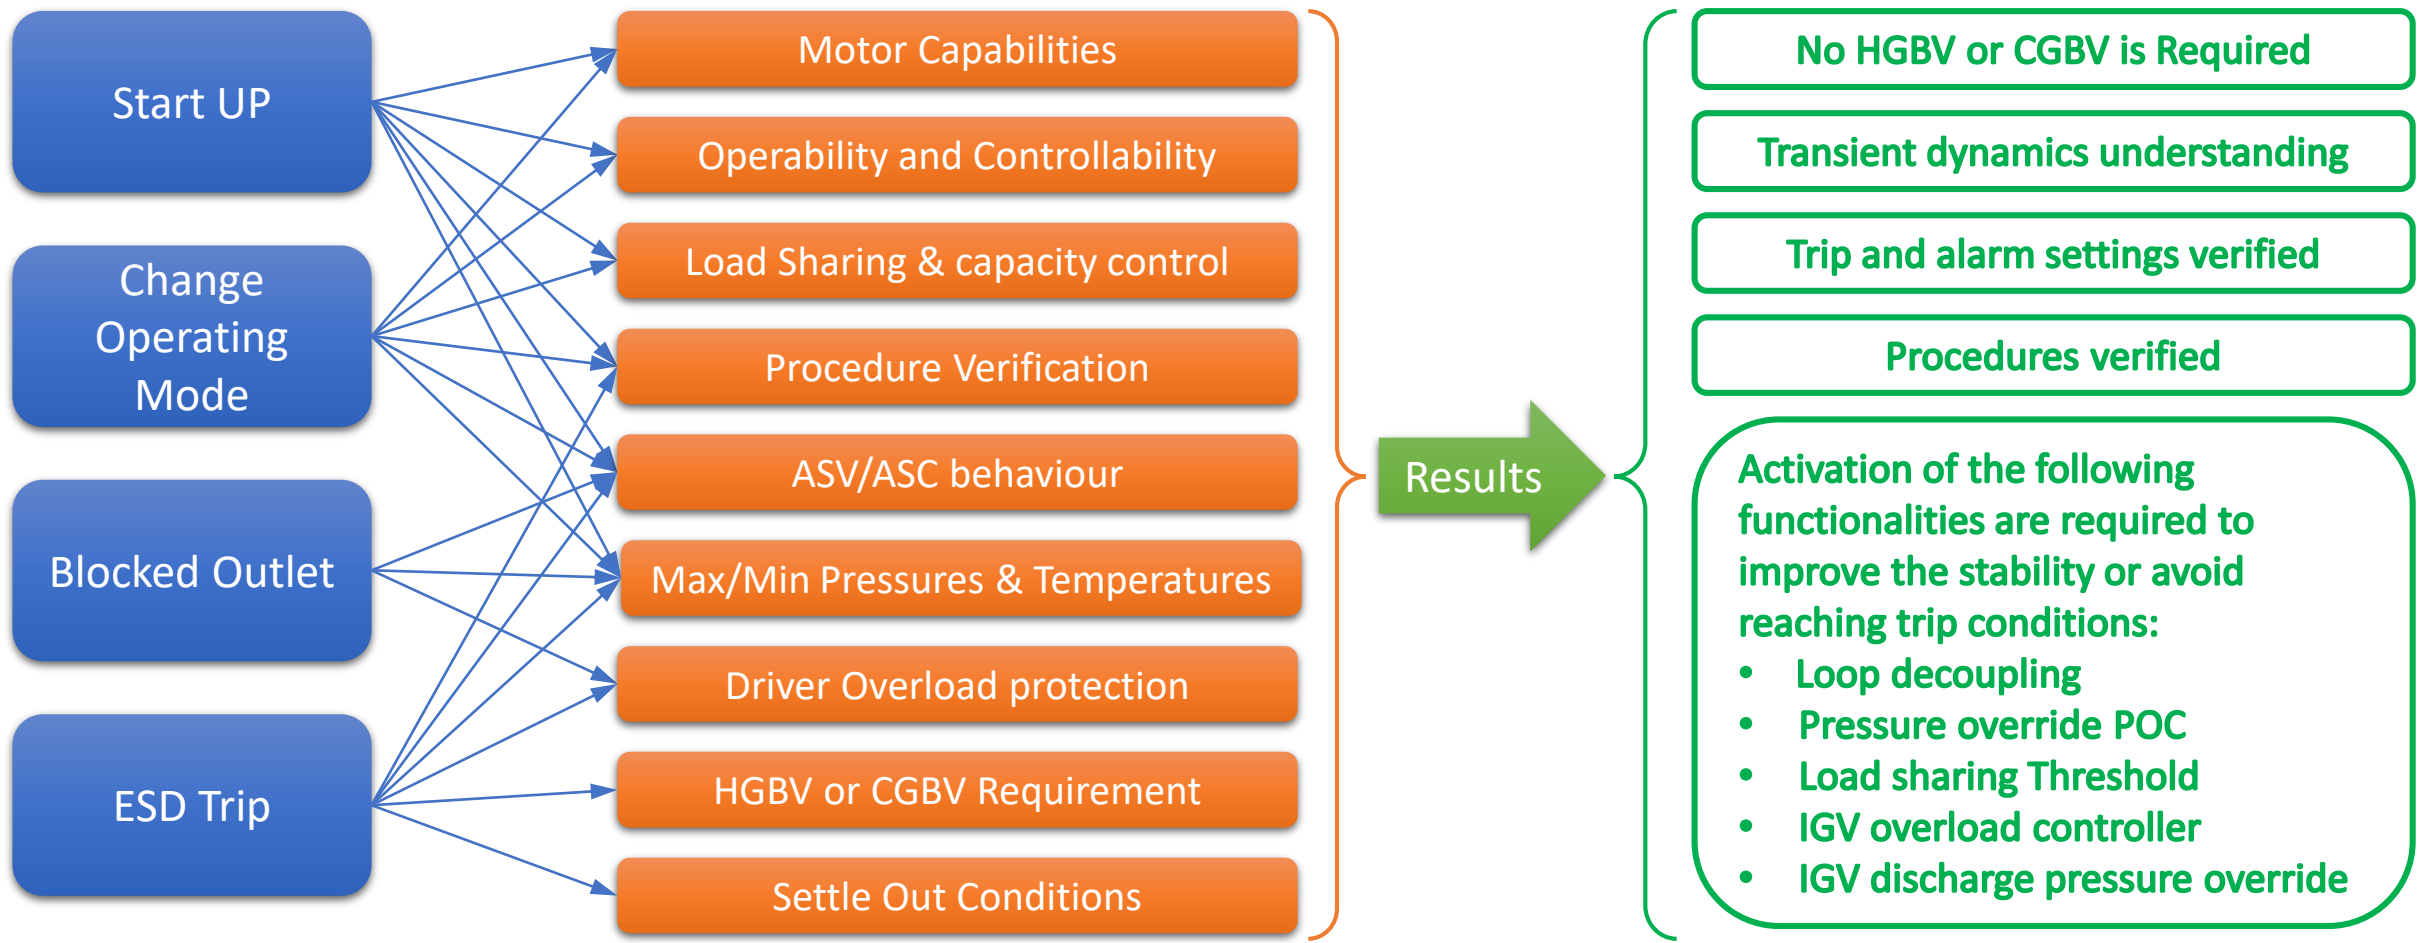 Start UP
Change
Operating
Mode
Blocked Outlet
ESD Trip
Motor Capabilities
Operability and Controllability
Load Sharing & capacity control
Procedure Verification
ASV/ASC behaviour
Max/Min Pressures & Temperatures
Driver Overload protection
HGBV or CGBV Requirement
Settle Out Conditions
Results
No HGBV or CGBV is Required
Transient dynamics understanding
Trip and alarm settings verified
Procedures verified
Activation of the following
functionalities are required to
improve the stability or avoid
reaching trip conditions:
• Loop decoupling
• Pressure override POC
• Load sharing Threshold
• IGV overload controller
• IGV discharge pressure override